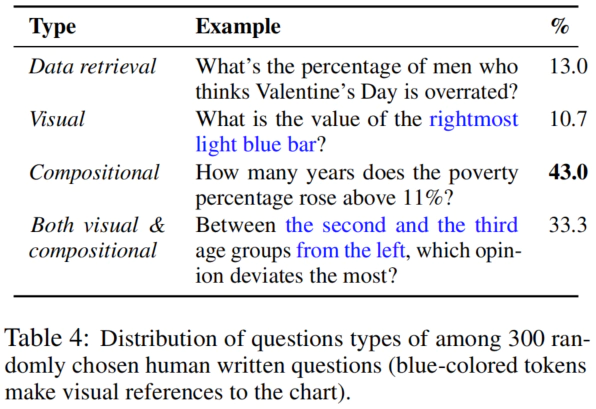 Type Example %
Data retrieval What's the percentage of men who 13.0
thinks Valentine's Day is overrated?
Visual What is the value of the rightmost 10.7
light blue bar?
Compositional How many years does the poverty 43.0
percentage rose above 11%?
Both visual & Between the second and the third 33.3
compositional age groups from the left, which opin-
ion deviates the most?
Table 4: Distribution of questions types of among 300 ran-
domly chosen human written questions (blue-colored tokens
make visual references to the chart).